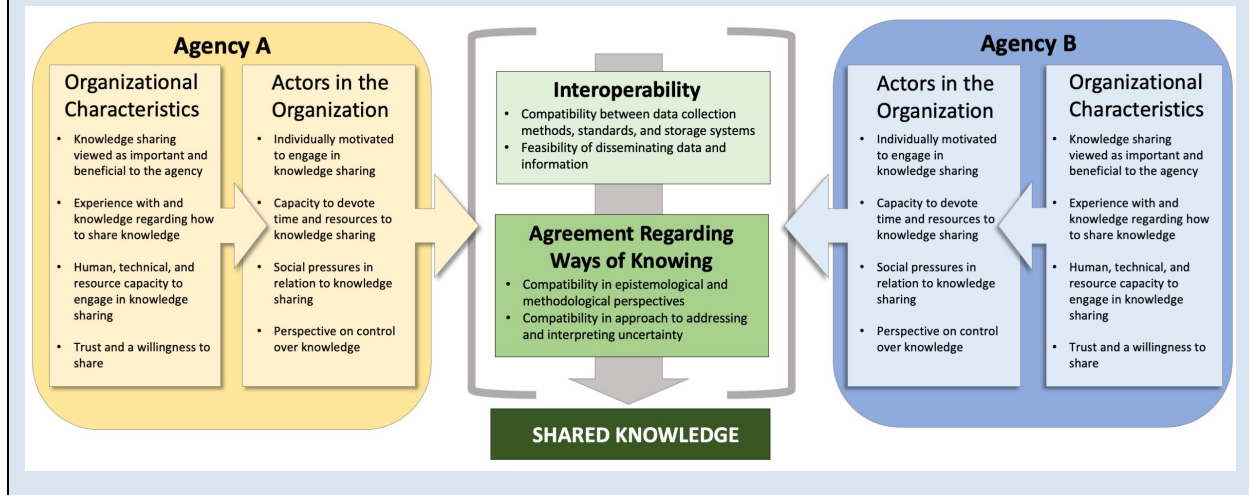 Agency A
Organizational
Characteristics
• Knowledge sharing
viewed as important and
beneficial to the agency
• Experience with and
knowledge regarding how
to share knowledge
• Human, technical, and
resource capacity to
engage in knowledge
sharing
• Trust and a willingness to
share
Actors in the
Organization
• Individually motivated
to engage in
knowledge sharing
• Capacity to devote
time and resources to
knowledge sharing
• Social pressures in
relation to knowledge
sharing
• Perspective on control
over knowledge
Interoperability
• Compatibility between data collection
methods, standards, and storage systems
• Feasibility of disseminating data and
information
Agreement Regarding
Ways of Knowing
• Compatibility in epistemological and
methodological perspectives
• Compatibility in approach to addressing
and interpreting uncertainty
SHARED KNOWLEDGE
Agency B
Actors in the
Organization
• Individually motivated
to engage in
knowledge sharing
• Capacity to devote
time and resources to
knowledge sharing
• Social pressures in
relation to knowledge
sharing
• Perspective on control
over knowledge
Organizational
Characteristics
• Knowledge sharing
viewed as important and
beneficial to the agency
• Experience with and
knowledge regarding how
to share knowledge
• Human, technical, and
resource capacity to
engage in knowledge
sharing
• Trust and a willingness to
share